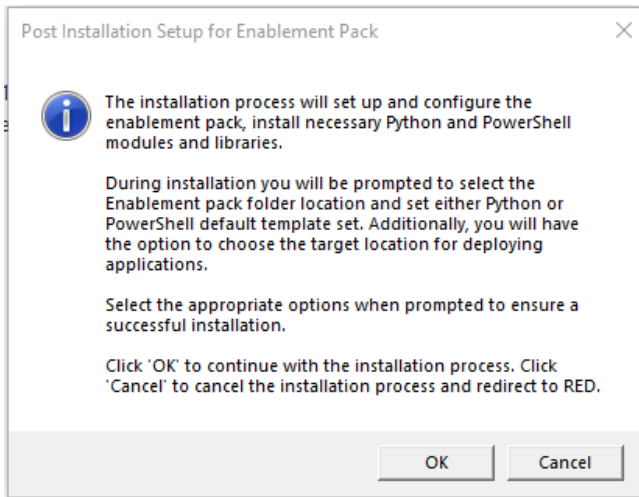 Post Installation Setup for Enablement Pack
The installation process will set up and configure the
enablement pack, install necessary Python and PowerShell
modules and libraries.
During installation you will be prompted to select the
Enablement pack folder location and set either Python or
PowerShell default template set. Additionally, you will have
the option to choose the target location for deploying
applications.
Select the appropriate options when prompted to ensure a
successful installation.
Click 'OK' to continue with the installation process. Click
'Cancel' to cancel the installation process and redirect to RED.
OK
Cancel